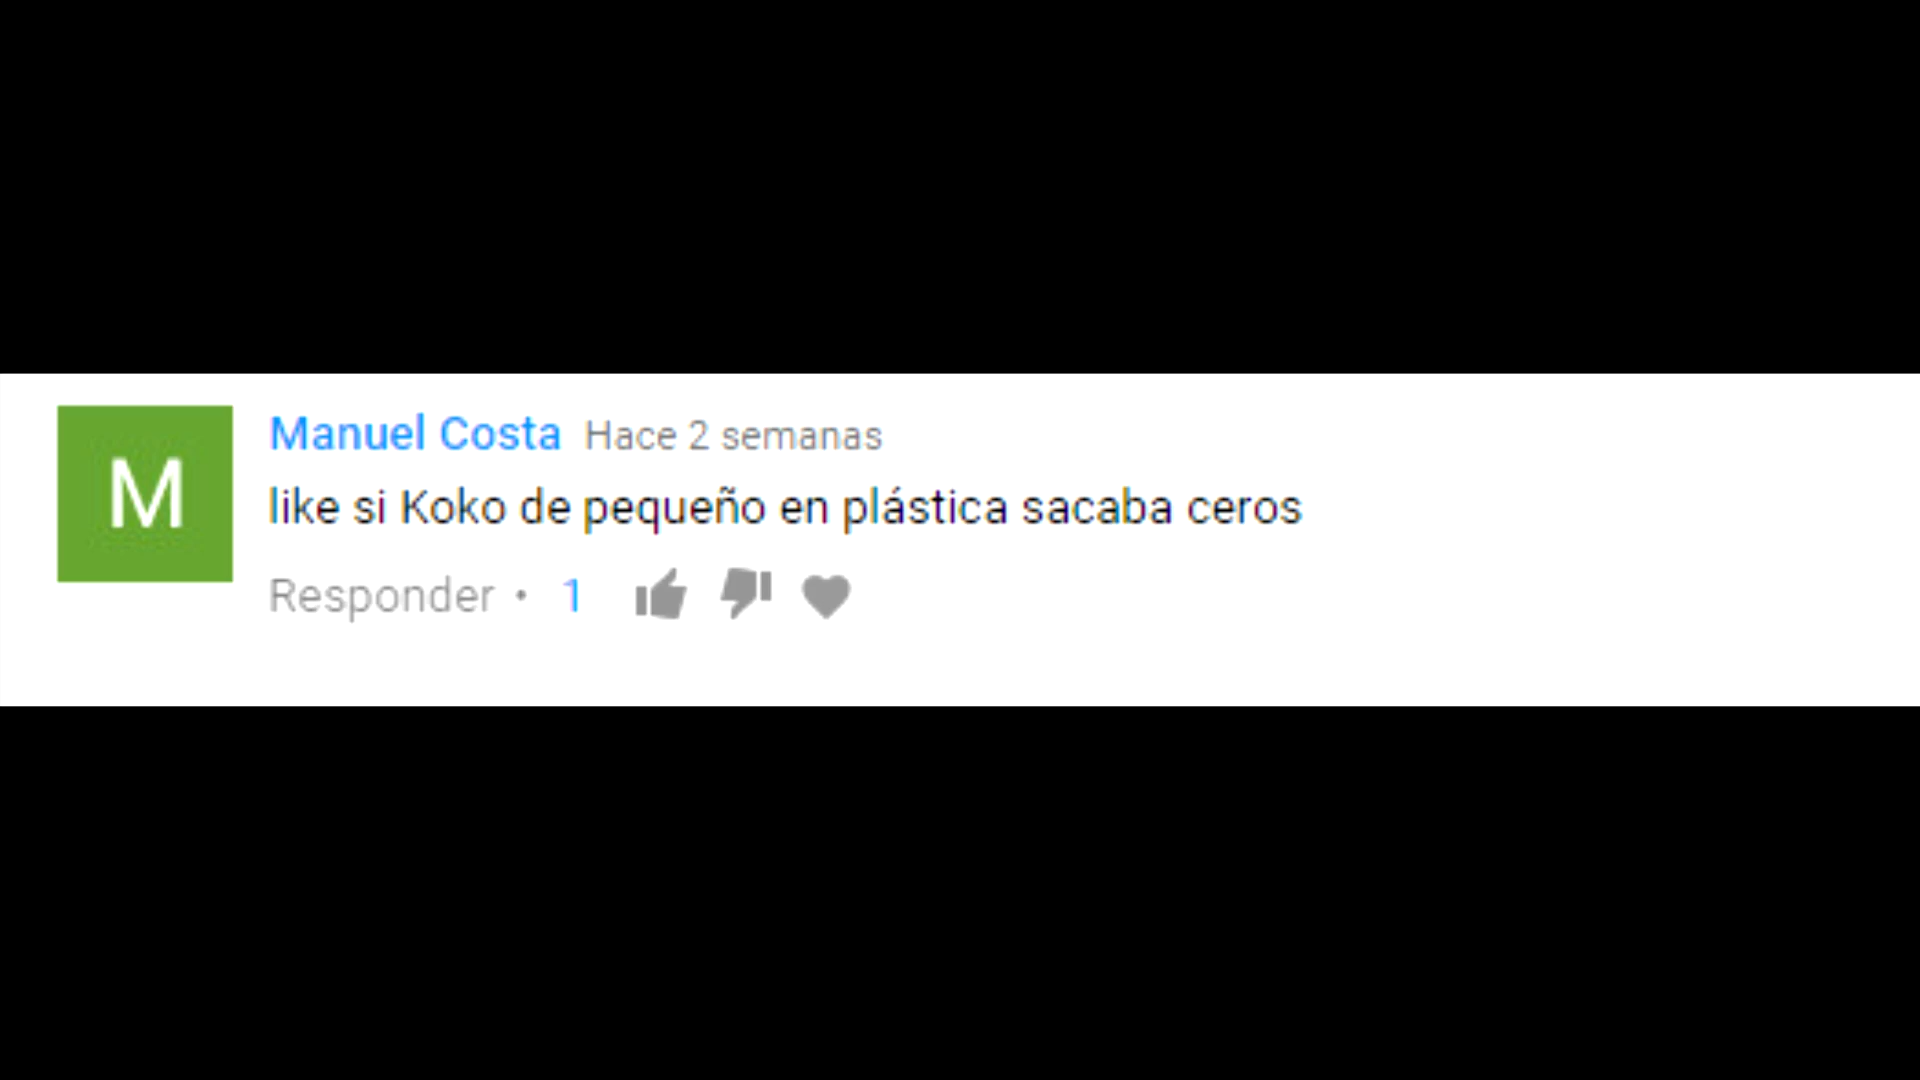 M
Manuel Costa Hace 2 semanas
like si Koko de pequeño en plástica sacaba ceros
Responder • 1